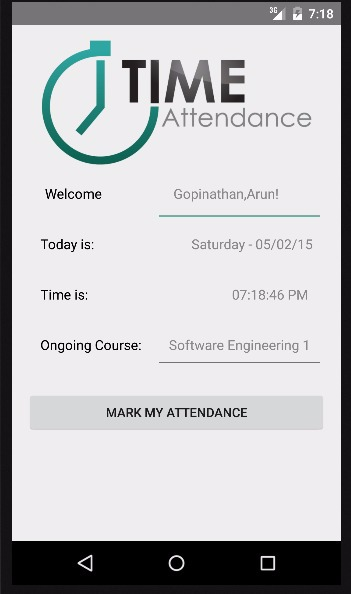 3G 7:18
TIME
Attendance
Welcome Gopinathan,Arun!
Today is: Saturday - 05/02/15
Time is: 07:18:46 PM
Ongoing Course: Software Engineering 1
MARK MY ATTENDANCE